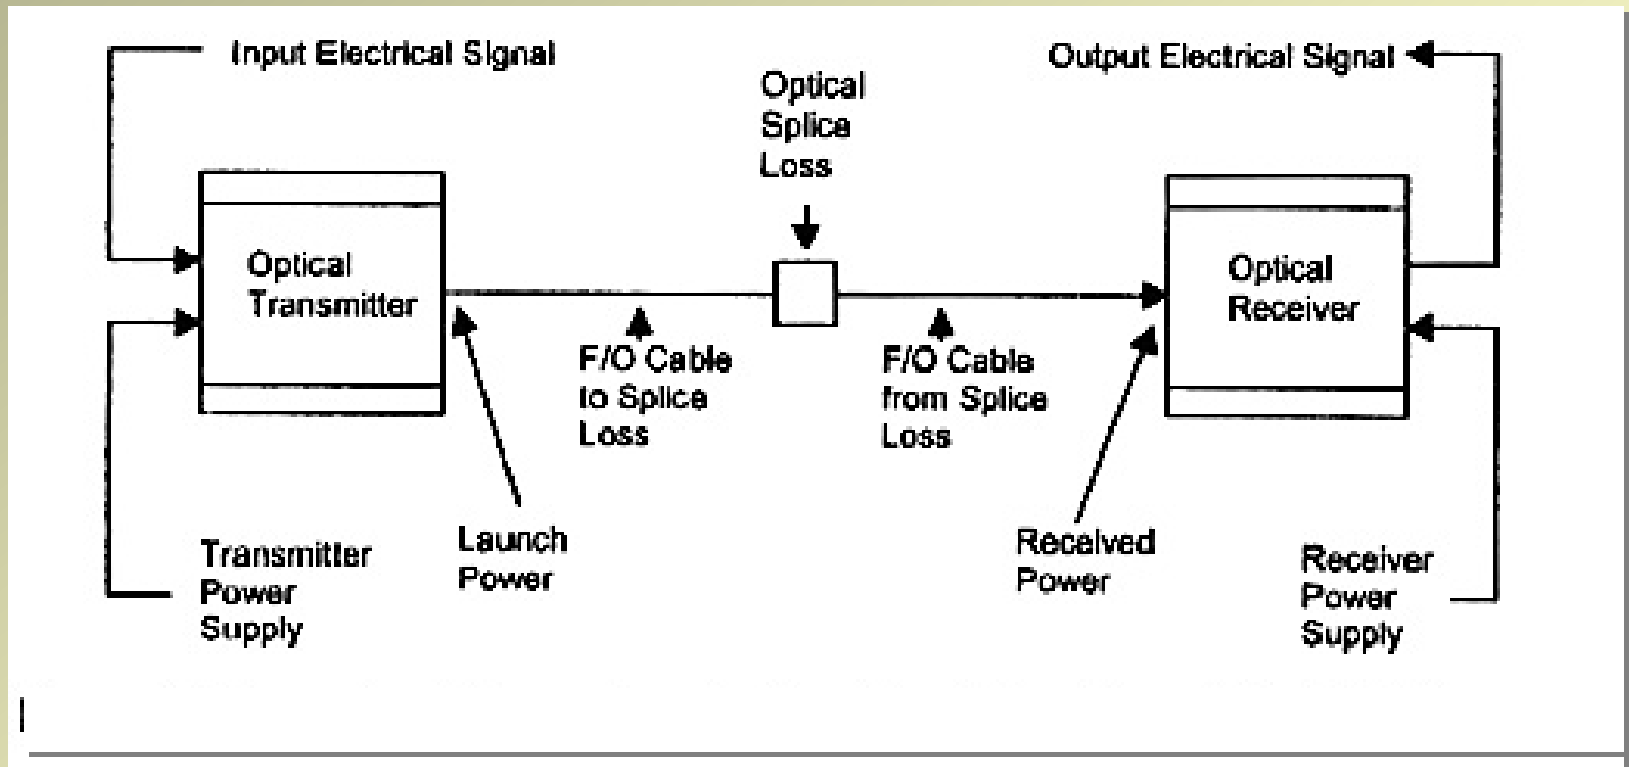 Input Electrical Signal
Output Electrical Signal
Optical
Splice
Loss
Optical
Transmitter
Optical
Receiver
F/O Cable
to Splice
Loss
F/O Cable
from Splice
Loss
Launch
Power
Received
Power
Transmitter
Power
Supply
Receiver
Power
Supply